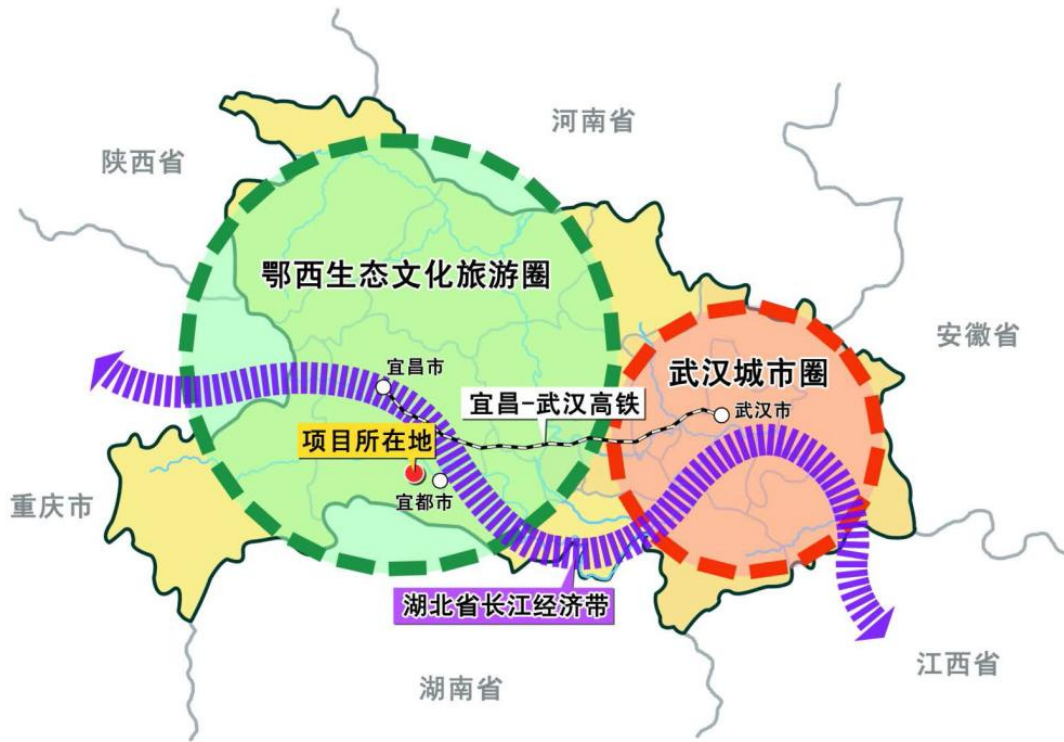 河南省
陕西省
鄂西生态文化旅游圈
安徽省
宜昌市
武汉城市圈
宜昌-武汉高铁
武汉市
项目所在地
重庆市
宜都市
湖北省长江经济带
江西省
湖南省